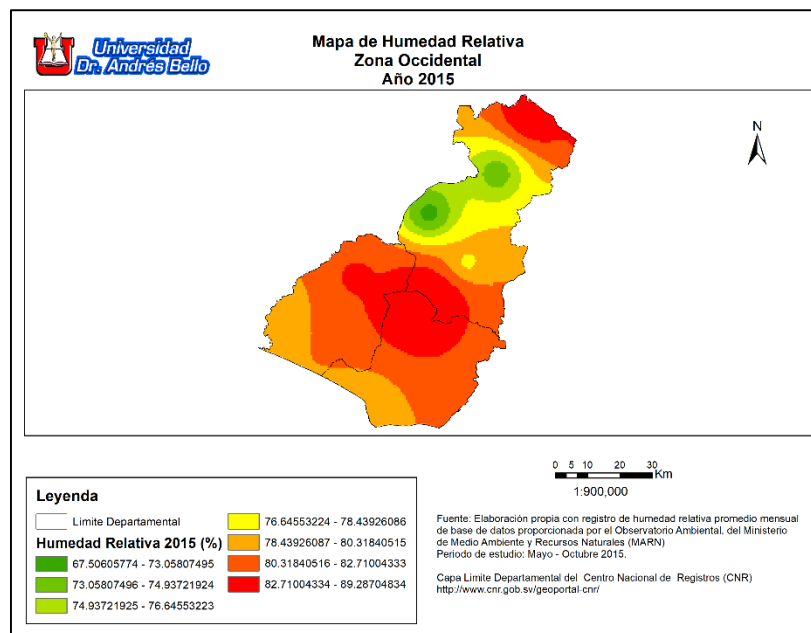 Universidad
Dr. Andrés Bello
Mapa de Humedad Relativa
Zona Occidental
Año 2015
N
Leyenda
Limite Departamental
Humedad Relativa 2015 (%)
67.50605774 - 73.05807495
73.05807496 - 74.93721924
74.93721925 - 76.64553223
76.64553224 - 78.43926086
78.43926087 - 80.31840515
80.31840516 - 82.71004333
82.71004334 - 89.28704834
0 5 10 20 30
Km
1:900,000
Fuente: Elaboración propia con registro de humedad relativa promedio mensual
de base de datos proporcionada por el Observatorio Ambiental, del Ministerio
de Medio Ambiente y Recursos Naturales (MARN)
Periodo de estudio: Mayo - Octubre 2015.
Capa Limite Departamental del Centro Nacional de Registros (CNR)
http://www.cnr.gob.sv/geoportal-cnr/